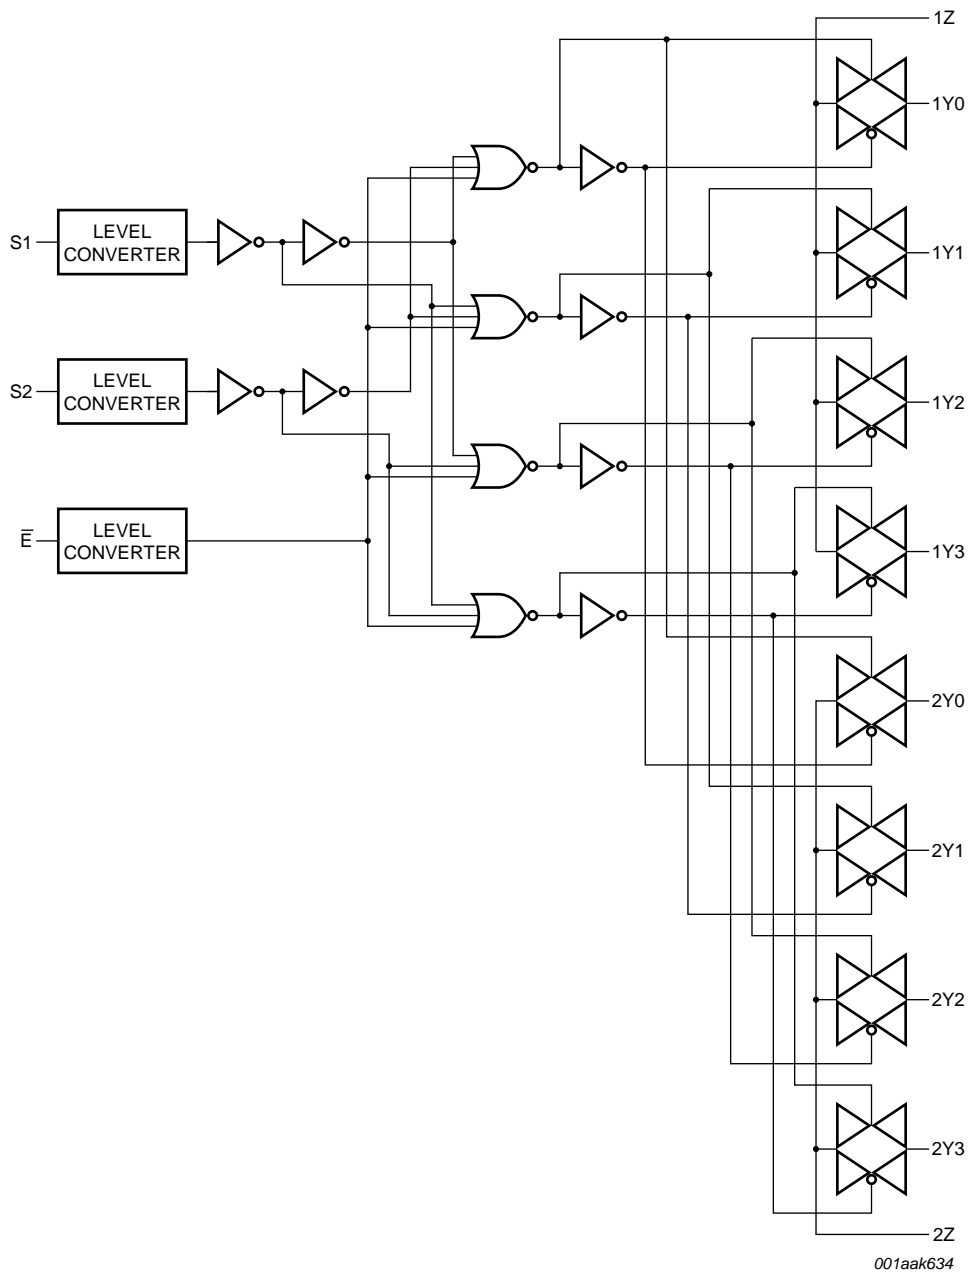 1Z
1Y0
S1
LEVEL
CONVERTER
1Y1
S2
LEVEL
CONVERTER
1Y2
E̅
LEVEL
CONVERTER
1Y3
2Y0
2Y1
2Y2
2Y3
2Z
001aak634